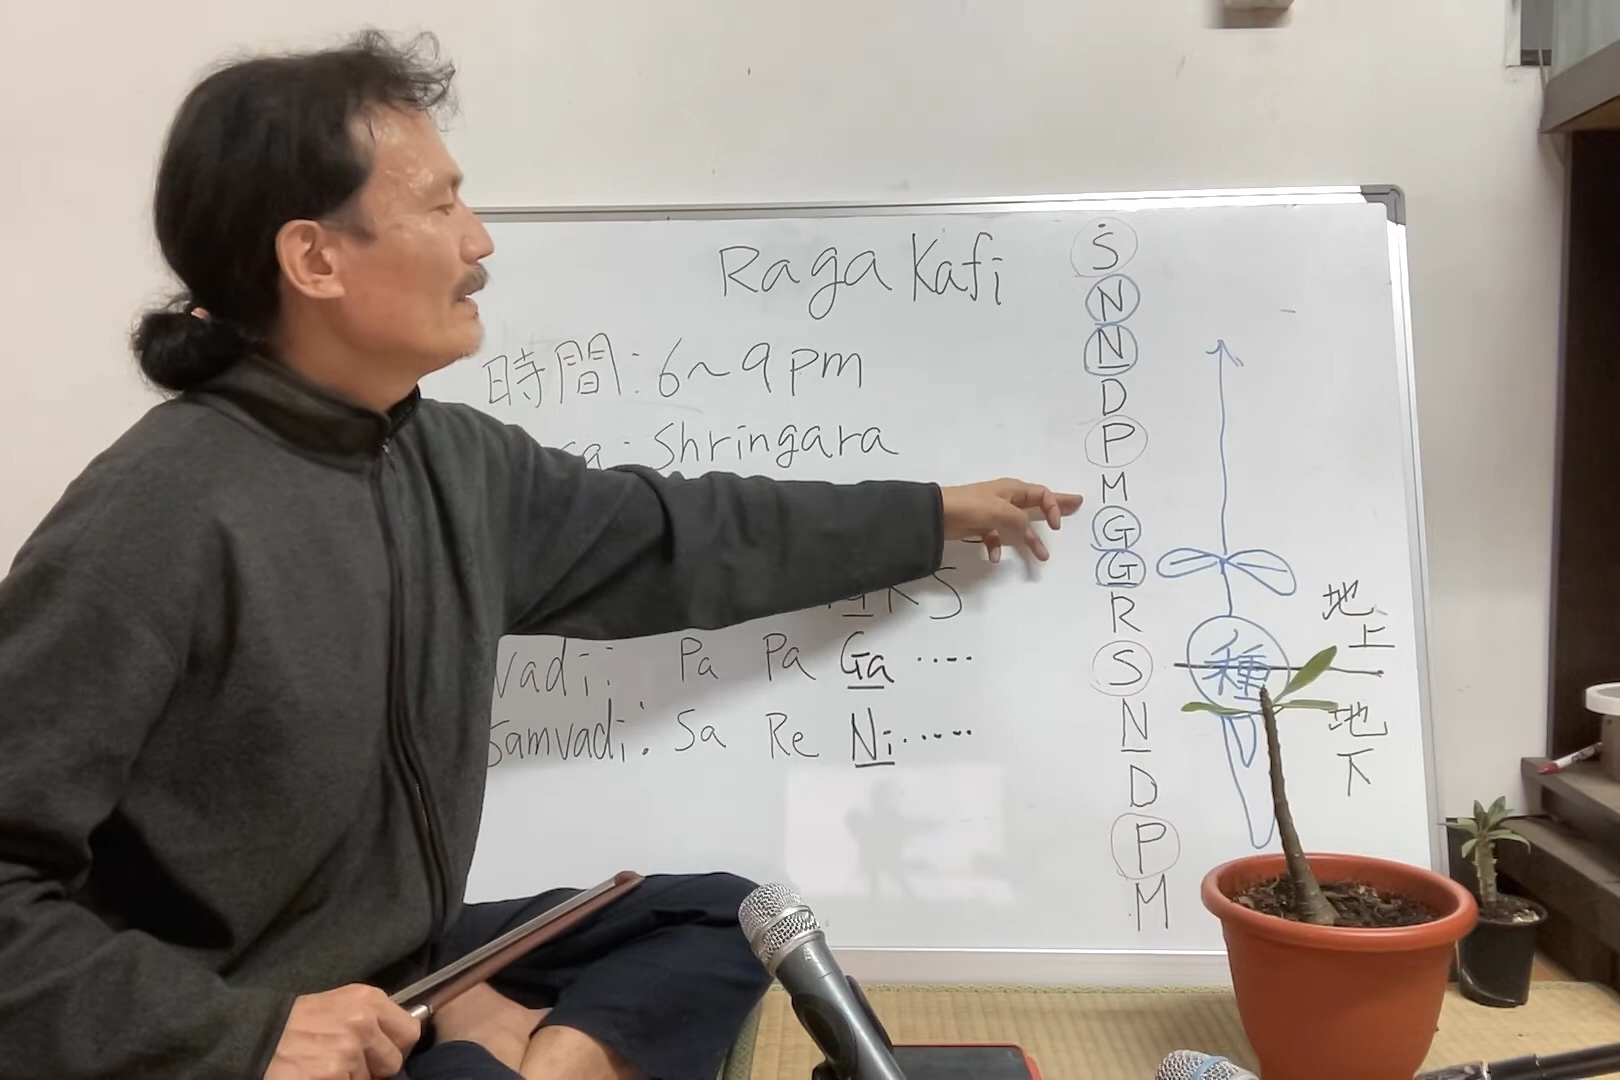 Raga Kafi
時間: 6~9pm
Shringara
R S
Vadi: Pa Pa Ga ....
Samvadi: Sa Re Ni.....
Ṡ
N
N
D
P
M
G
G
R
S
N
D
P
M
種
地上
地下